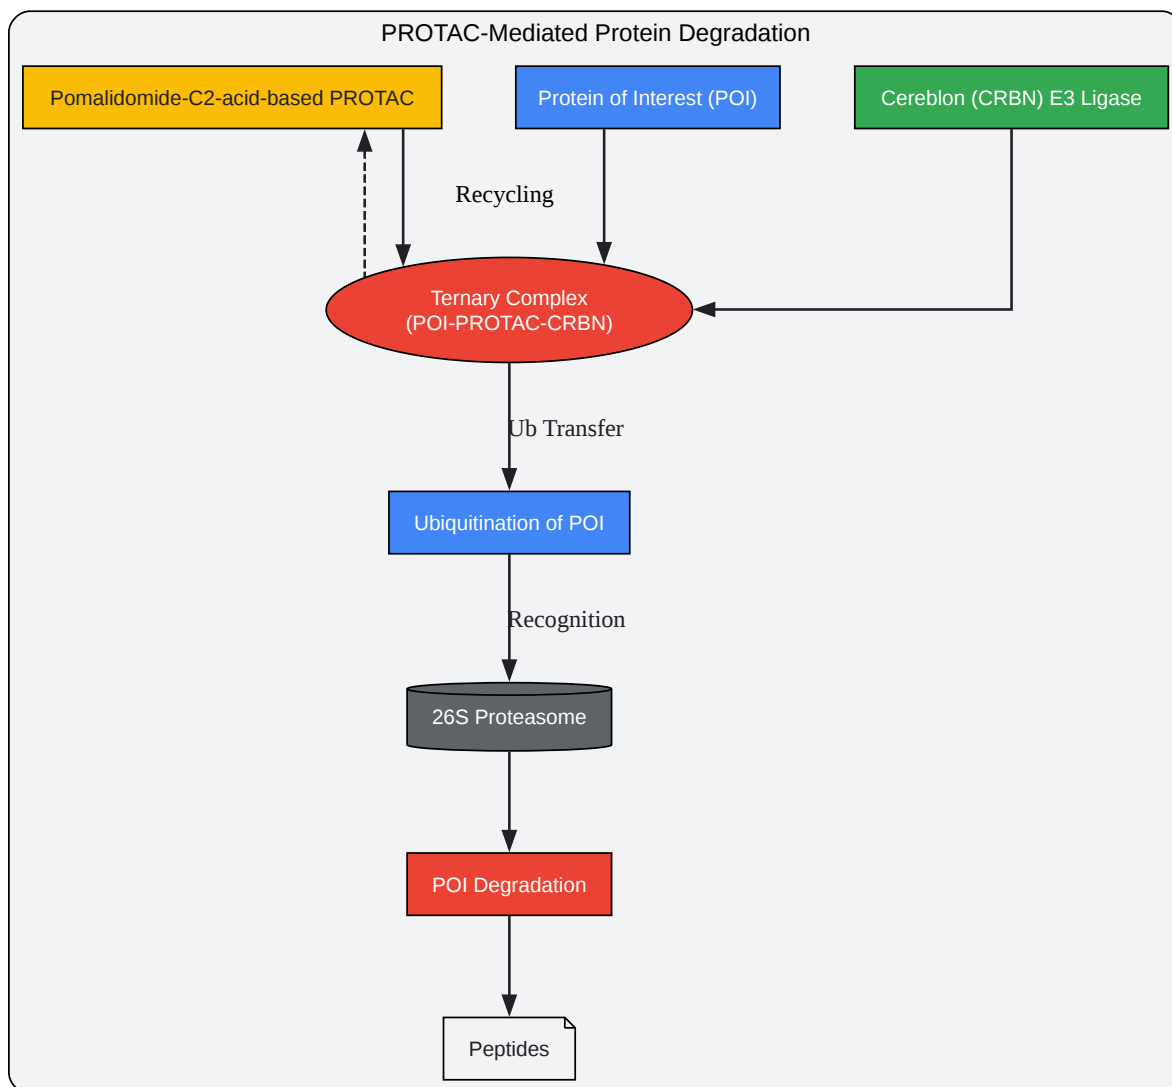 PROTAC-Mediated Protein Degradation
Pomalidomide-C2-acid-based PROTAC
Protein of Interest (POI)
Cereblon (CRBN) E3 Ligase
Recycling
Ternary Complex
(POI-PROTAC-CRBN)
Ub Transfer
Ubiquitination of POI
Recognition
26S Proteasome
POI Degradation
Peptides